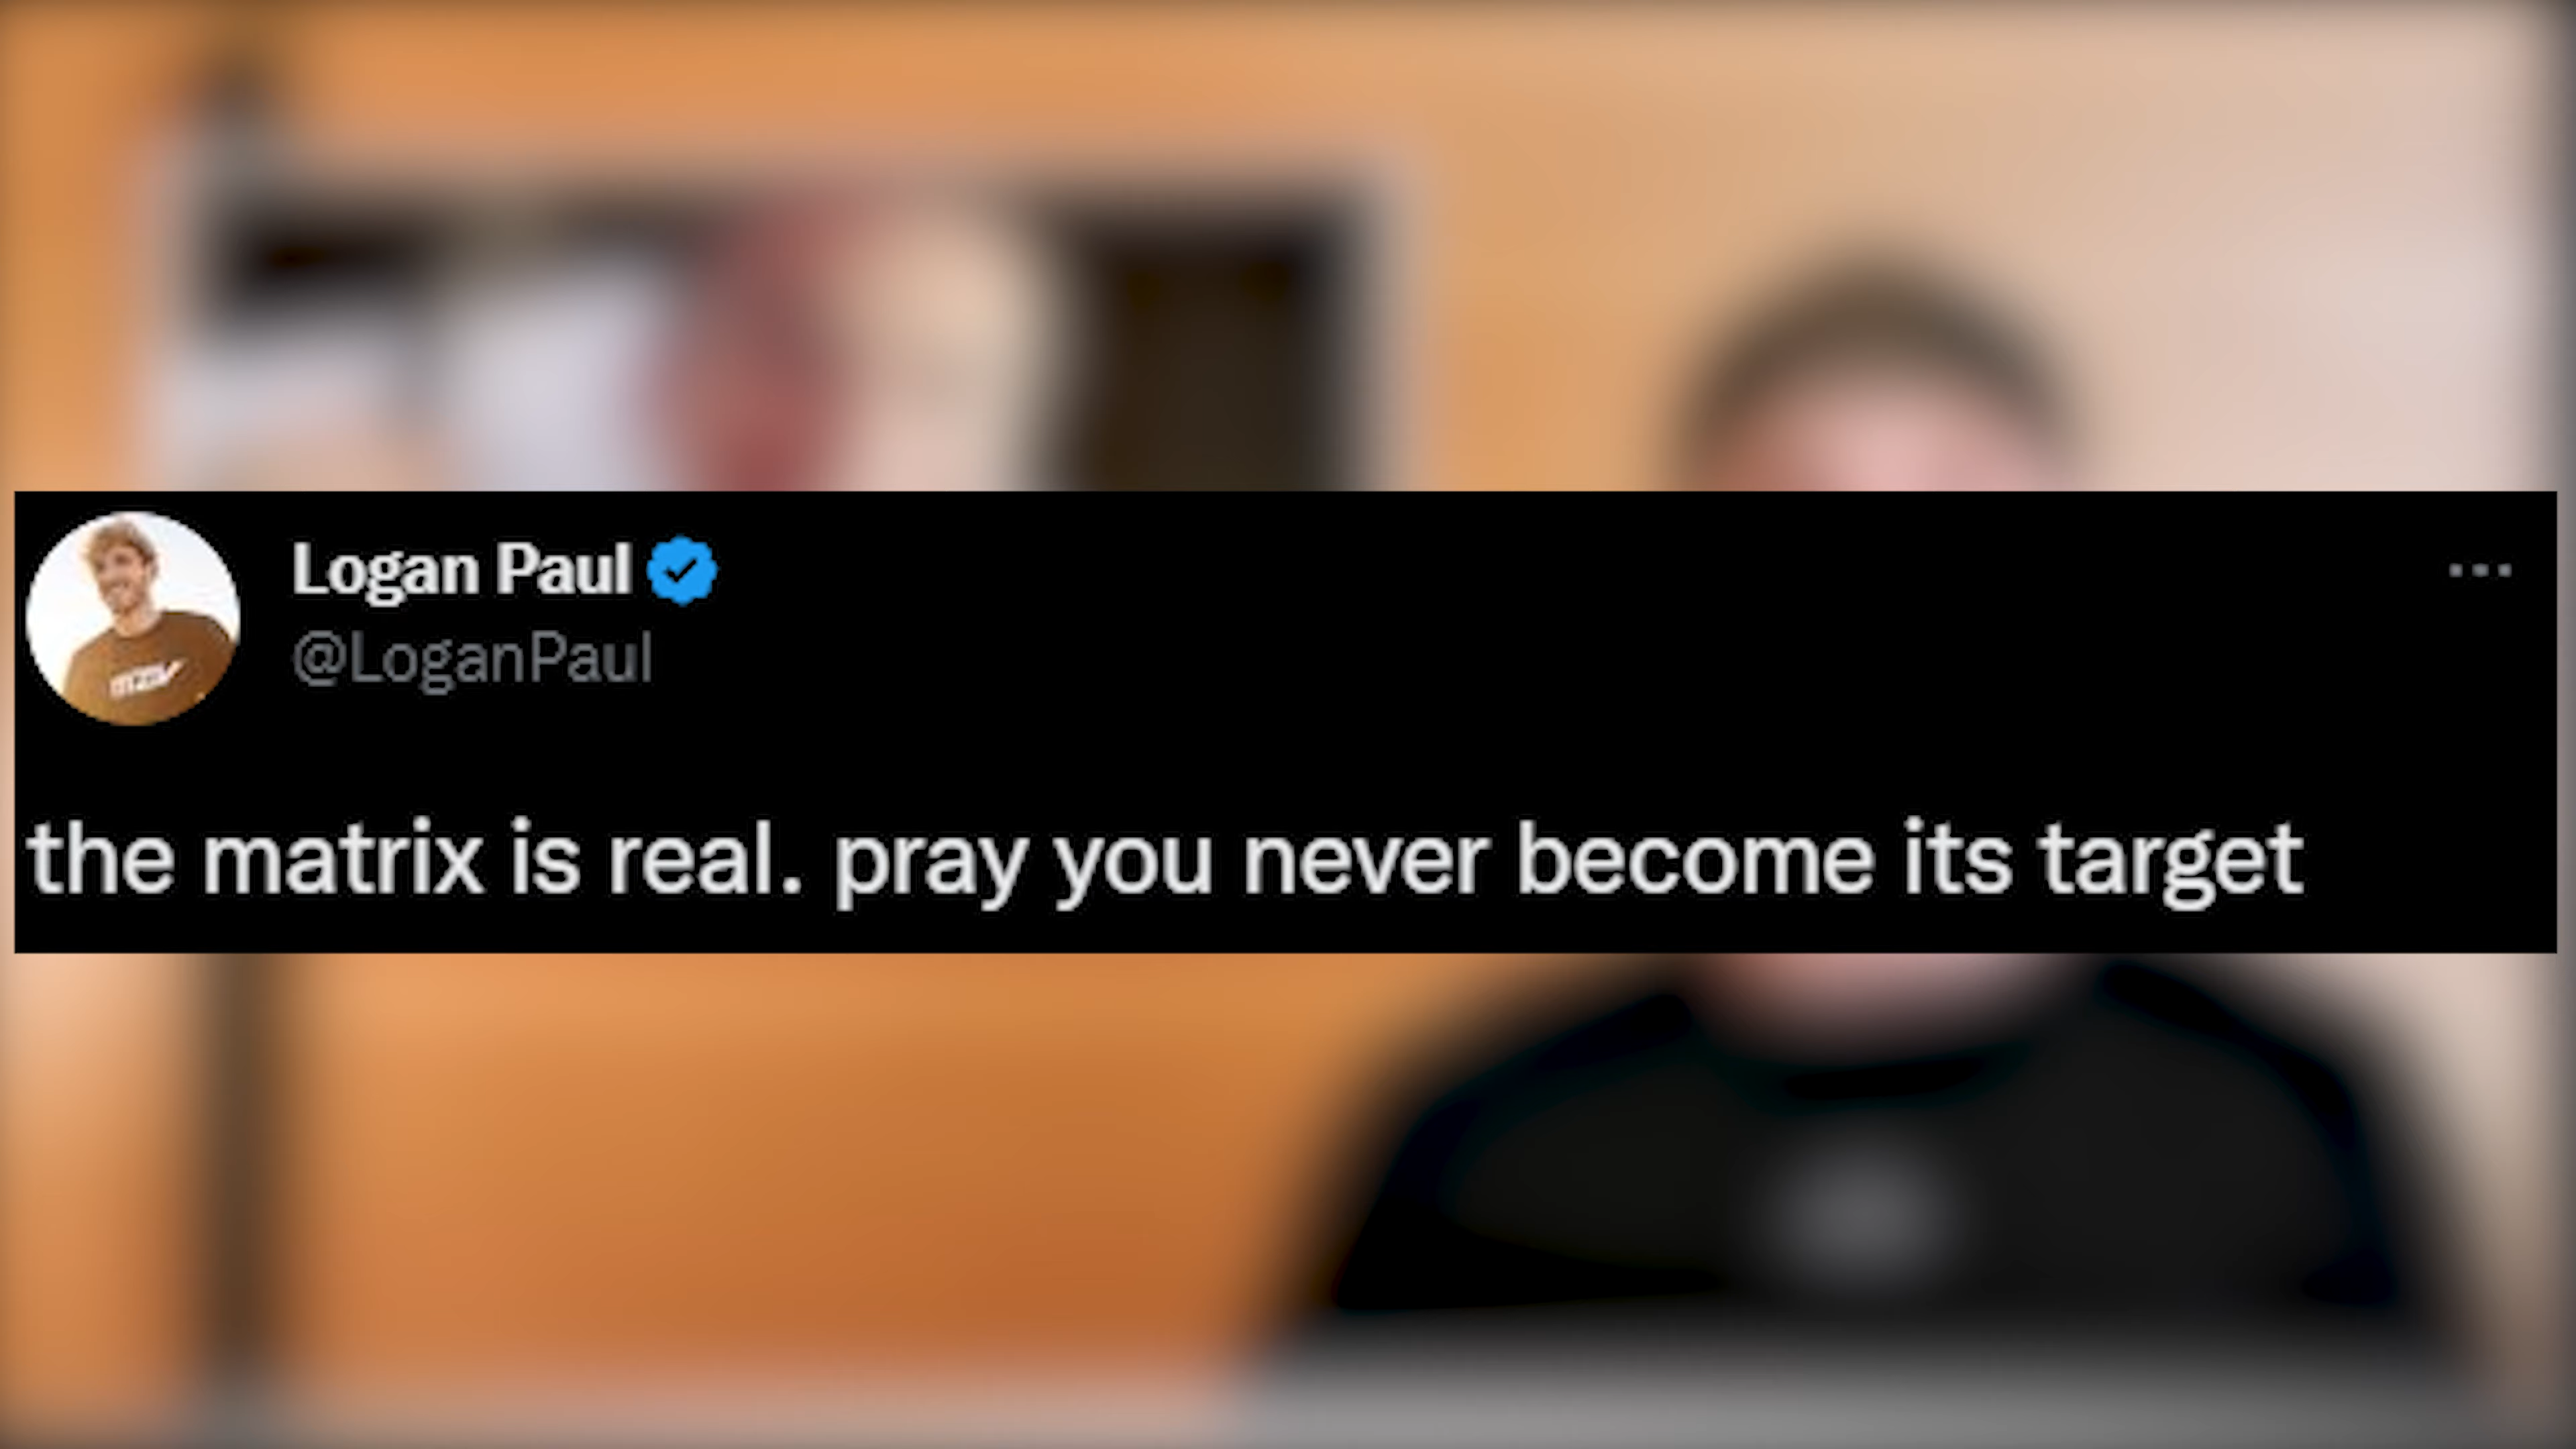 Logan Paul
@LoganPaul
the matrix is real. pray you never become its target